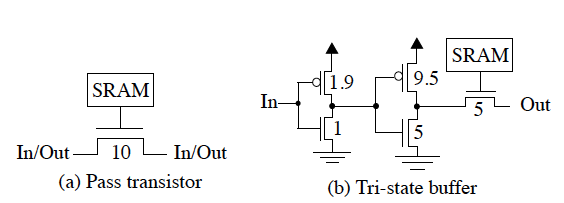 SRAM
In/Out
10
In/Out
(a) Pass transistor
SRAM
1.9
9.5
In
1
5
5
Out
(b) Tri-state buffer